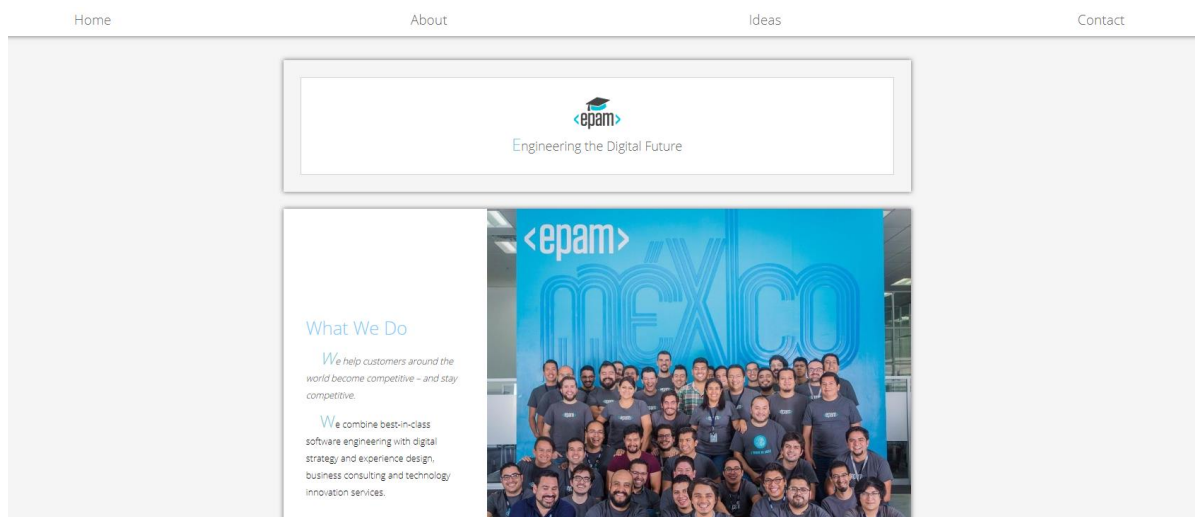 Home About Ideas Contact
<epam>
Engineering the Digital Future
<epam>
méxico
What We Do
We help customers around the
world become competitive – and stay
competitive.
We combine best-in-class
software engineering with digital
strategy and experience design,
business consulting and technology
innovation services.